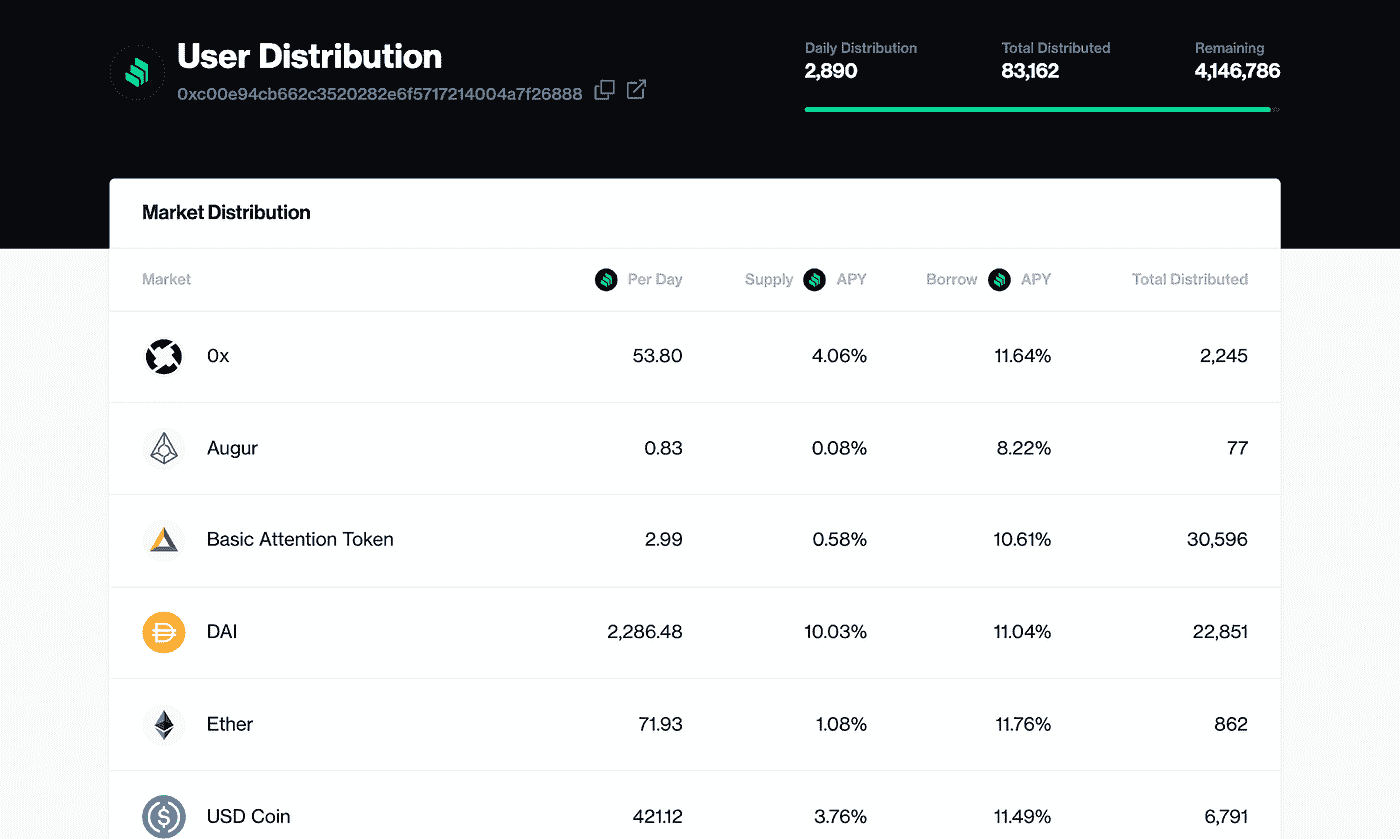 User Distribution
0xc00e94cb662c3520282e6f5717214004a7f26888
Daily Distribution Total Distributed Remaining
2,890 83,162 4,146,786
Market Distribution
Market Per Day Supply APY Borrow APY Total Distributed
0x 53.80 4.06% 11.64% 2,245
Augur 0.83 0.08% 8.22% 77
Basic Attention Token 2.99 0.58% 10.61% 30,596
DAI 2,286.48 10.03% 11.04% 22,851
Ether 71.93 1.08% 11.76% 862
USD Coin 421.12 3.76% 11.49% 6,791